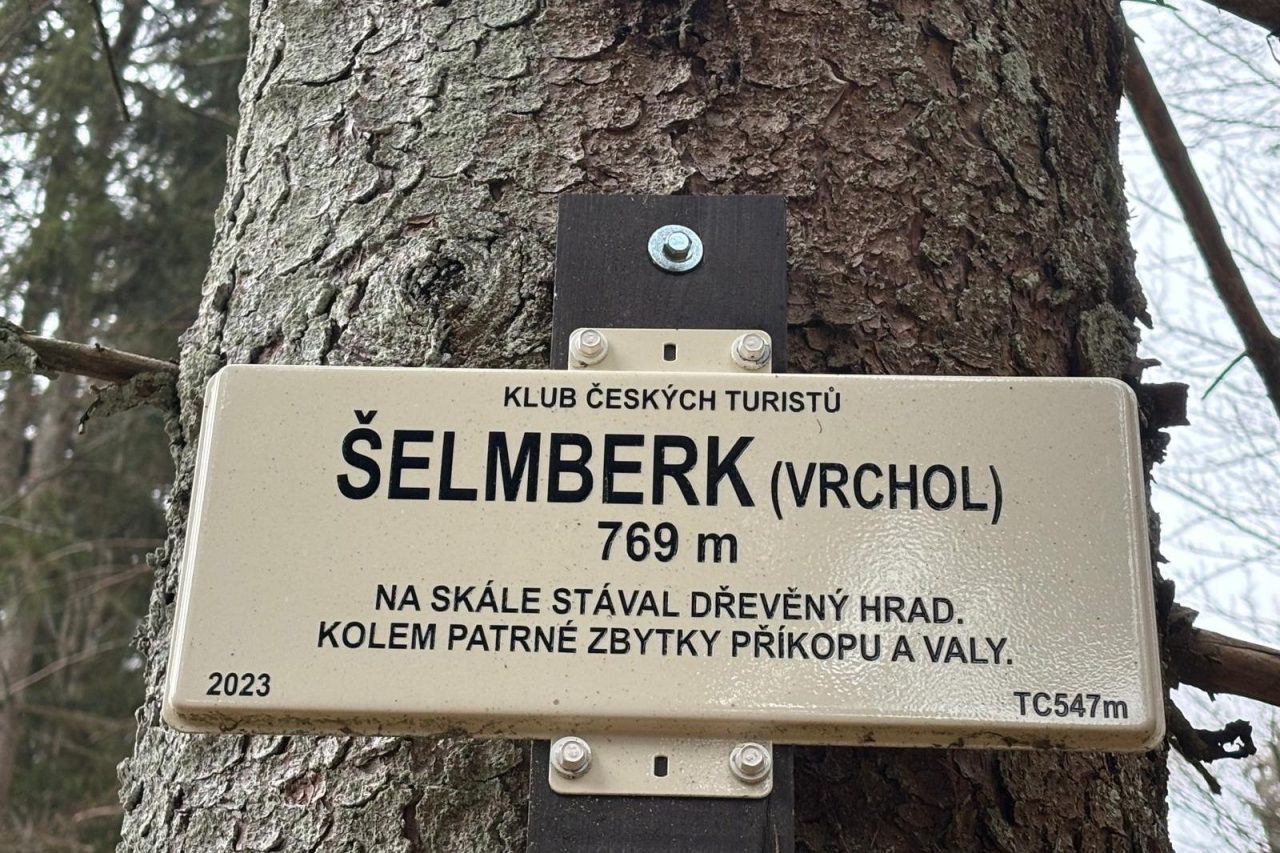 KLUB ČESKÝCH TURISTŮ
ŠELMBERK (VRCHOL)
769 m
NA SKÁLE STÁVAL DŘEVĚNÝ HRAD.
KOLEM PATRNÉ ZBYTKY PŘÍKOPU A VALY.
2023 TC547m